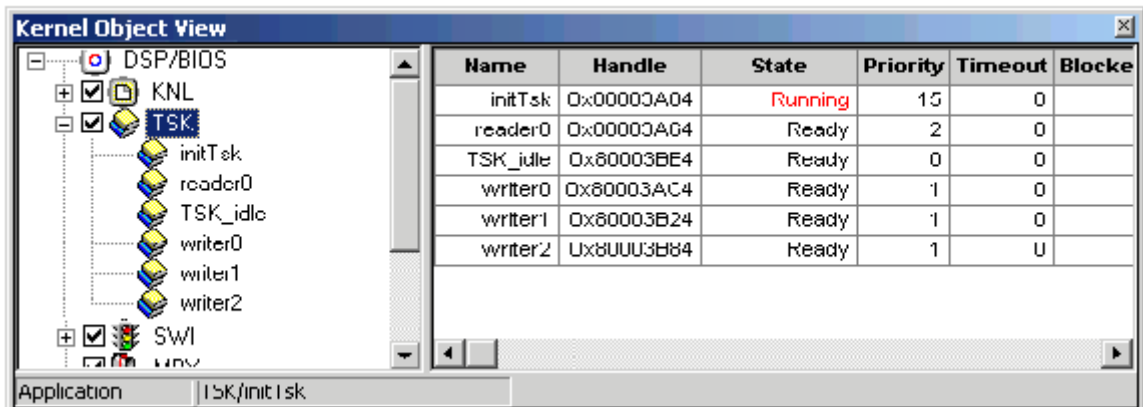 Kernel Object View
DSP/BIOS
KNL
TSK
initTsk
reader0
TSK_idle
writer0
writer1
writer2
SWI
Name Handle State Priority Timeout Blocke
initTsk Running 15 0
reader0 Ready 2 0
TSK_idle 0x80003BE4 Ready 0 0
writer0 0x80003AC4 Ready 1 0
writer1 0x80003B24 Ready 1 0
writer2 0x80003B84 Ready 1 0
Application TSK/initTsk